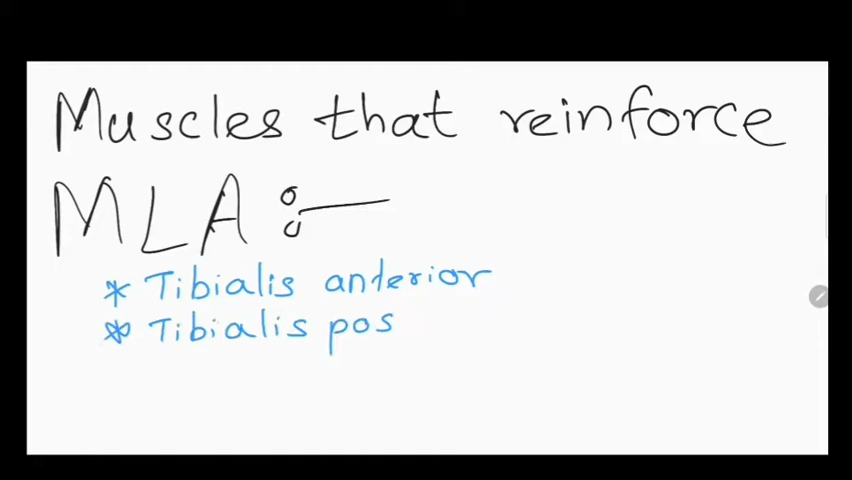 Muscles that reinforce
MLA :-
* Tibialis anterior
* Tibialis pos